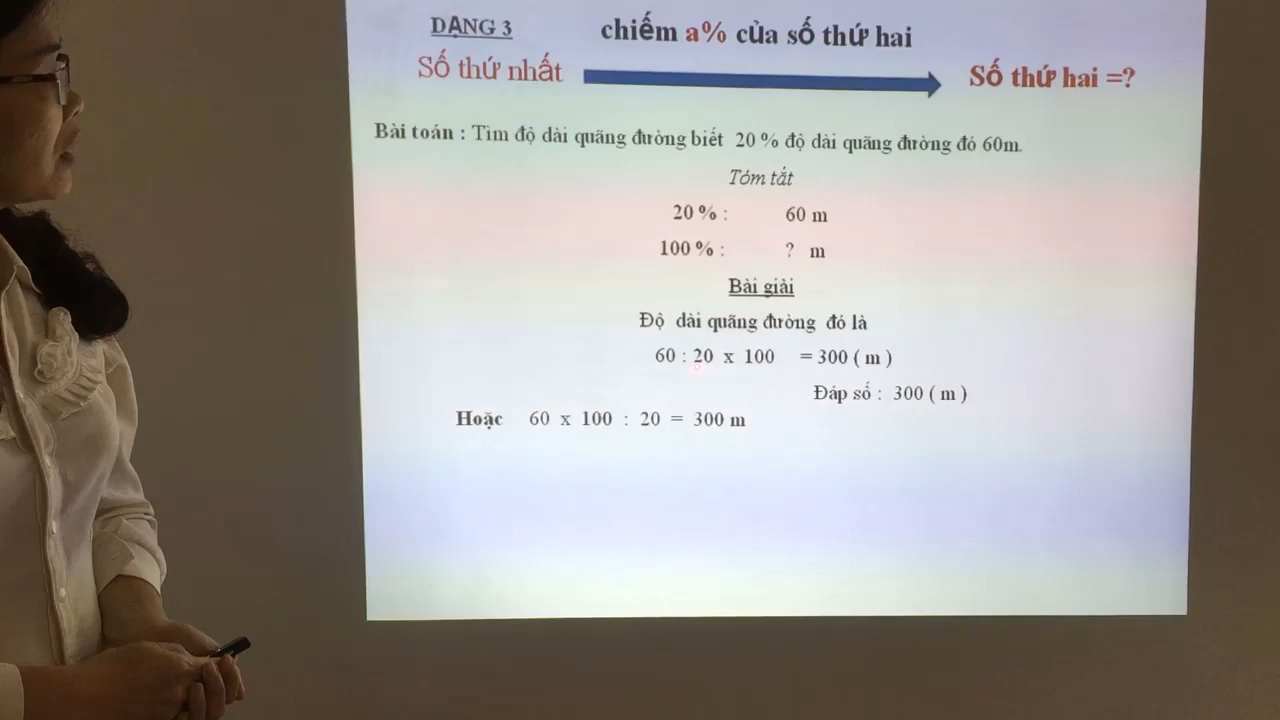 DẠNG 3
chiếm a% của số thứ hai
Số thứ nhất
Số thứ hai =?
Bài toán : Tìm độ dài quãng đường biết 20 % độ dài quãng đường đó 60m.
Tóm tắt
20 % : 60 m
100 % : ? m
Bài giải
Độ dài quãng đường đó là
60 : 20 x 100 = 300 ( m )
Đáp số : 300 ( m )
Hoặc 60 x 100 : 20 = 300 m